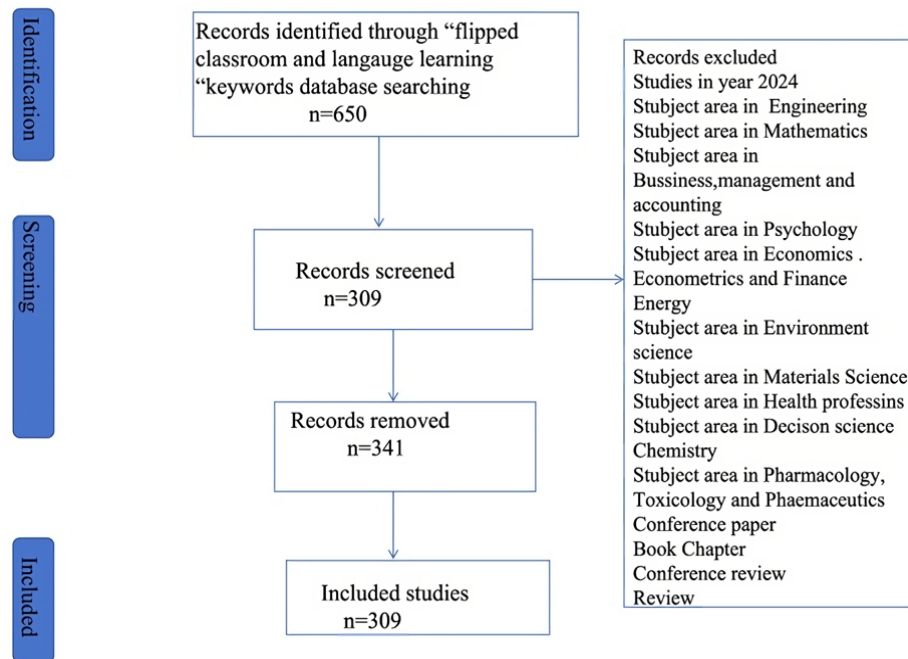 Identification
Records identified through “flipped
classroom and langauge learning
“keywords database searching
n=650
Screening
Records screened
n=309
Records removed
n=341
Included
Included studies
n=309
Records excluded
Studies in year 2024
Stubject area in Engineering
Stubject area in Mathematics
Stubject area in
Bussiness,management and
accounting
Stubject area in Psychology
Stubject area in Economics .
Econometrics and Finance
Energy
Stubject area in Environment
science
Stubject area in Materials Science
Stubject area in Health professins
Stubject area in Decison science
Chemistry
Stubject area in Pharmacology,
Toxicology and Phaemaceutics
Conference paper
Book Chapter
Conference review
Review